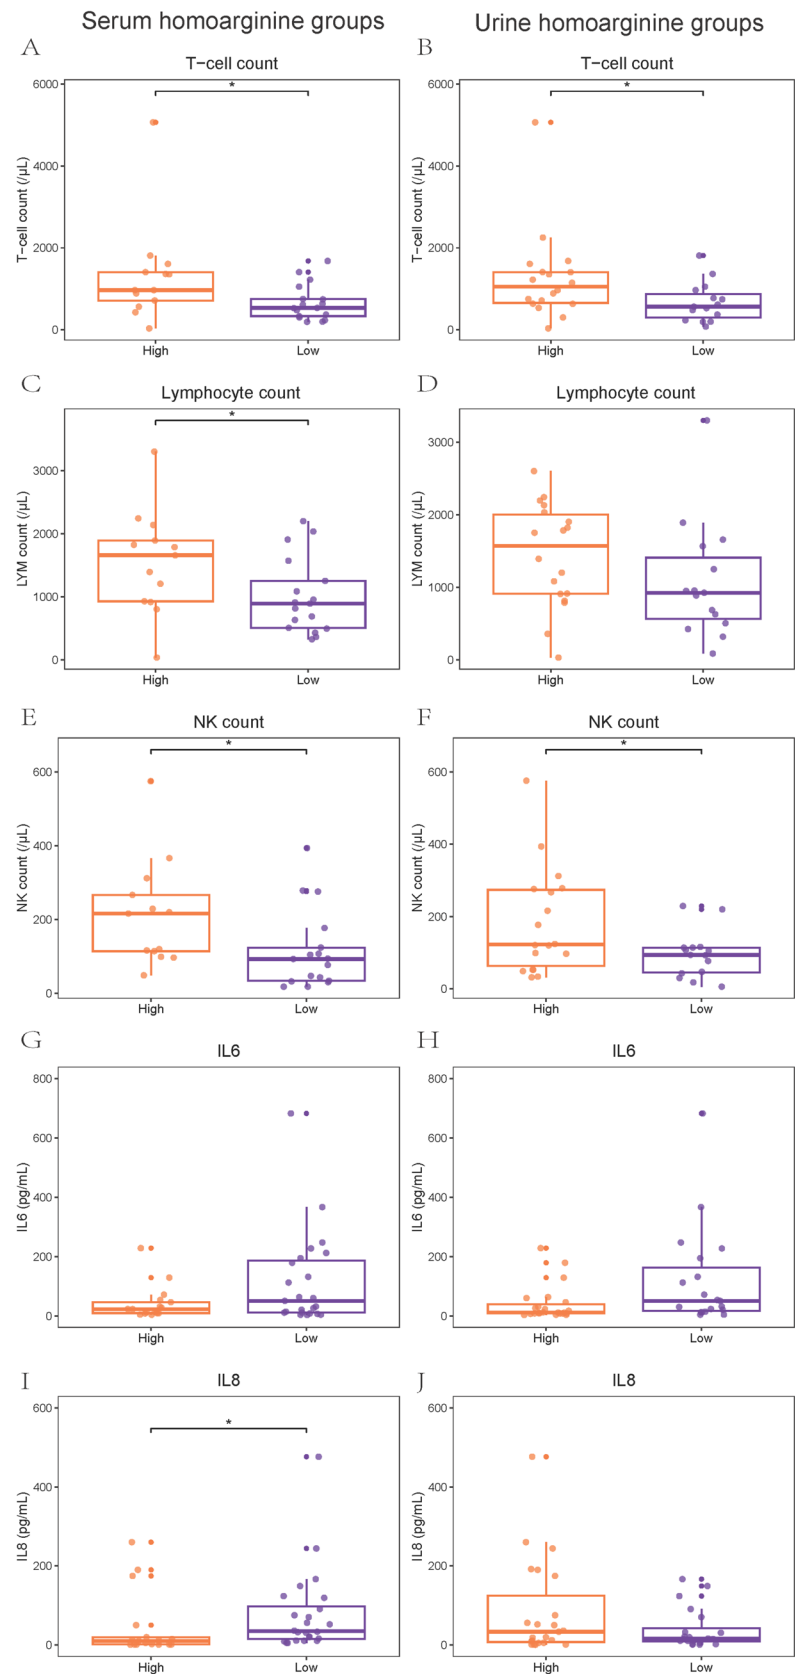 Serum homoarginine groups
Urine homoarginine groups
A
B
T−cell count
T−cell count
*
*
6000
4000
2000
0
T−cell count (/μL)
High
Low
6000
4000
2000
0
T−cell count (/μL)
High
Low
C
D
Lymphocyte count
Lymphocyte count
*
3000
2000
1000
0
LYM count (/μL)
High
Low
3000
2000
1000
0
LYM count (/μL)
High
Low
E
F
NK count
NK count
*
*
600
400
200
0
NK count (/μL)
High
Low
600
400
200
0
NK count (/μL)
High
Low
G
H
IL6
IL6
800
600
400
200
0
IL6 (pg/mL)
High
Low
800
600
400
200
0
IL6 (pg/mL)
High
Low
I
J
IL8
IL8
*
600
400
200
0
IL8 (pg/mL)
High
Low
600
400
200
0
IL8 (pg/mL)
High
Low